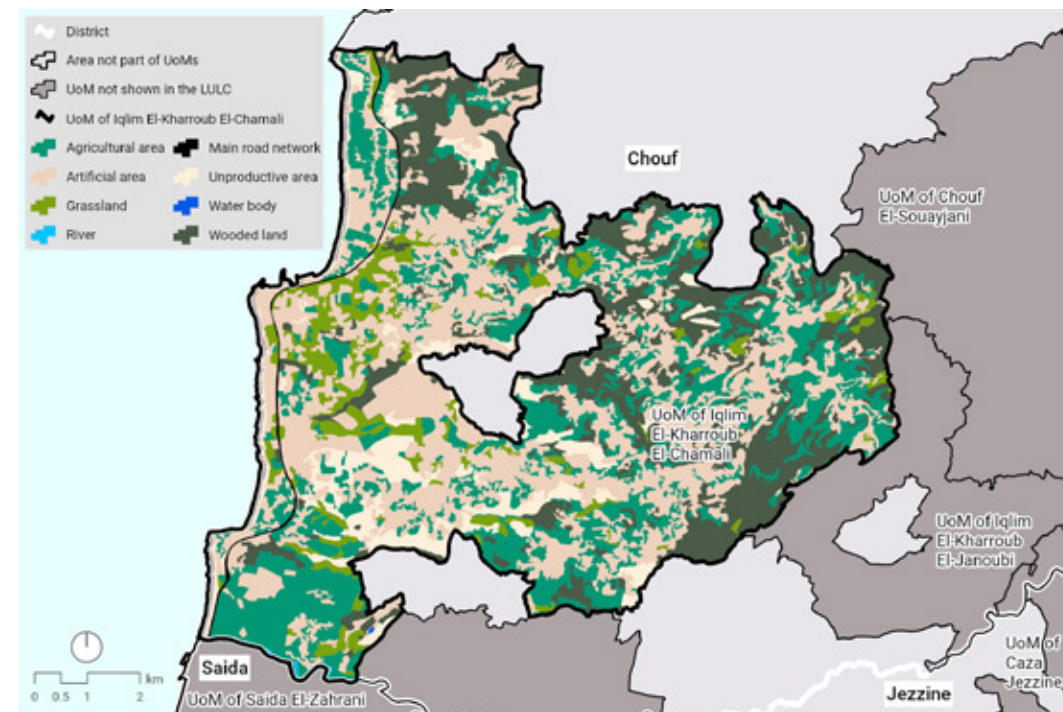 District
Area not part of UoMs
UoM not shown in the LULC
UoM of Iqlim El-Kharroub El-Chamali
Agricultural area
Main road network
Artificial area
Unproductive area
Grassland
Water body
River
Wooded land
Chouf
UoM of Chouf
El-Souayjani
UoM of Iqlim
El-Kharroub
El-Chamali
UoM of Iqlim
El-Kharroub
El-Janoubi
UoM of
Caza
Jezzine
Saida
Jezzine
UoM of Saida El-Zahrani
km
0 0.5 1 2